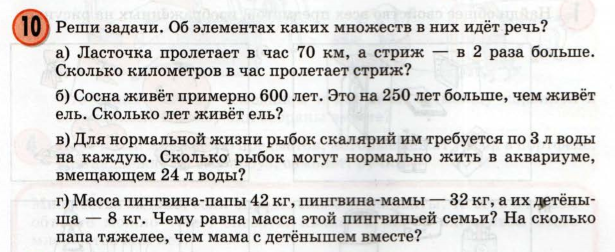 10 Реши задачи. Об элементах каких множеств в них идёт речь?
а) Ласточка пролетает в час 70 км, а стриж — в 2 раза больше.
Сколько километров в час пролетает стриж?
б) Сосна живёт примерно 600 лет. Это на 250 лет больше, чем живёт
ель. Сколько лет живёт ель?
в) Для нормальной жизни рыбок скалярий им требуется по 3 л воды
на каждую. Сколько рыбок могут нормально жить в аквариуме,
вмещающем 24 л воды?
г) Масса пингвина-папы 42 кг, пингвина-мамы — 32 кг, а их детёны-
ша — 8 кг. Чему равна масса этой пингвиньей семьи? На сколько
папа тяжелее, чем мама с детёнышем вместе?